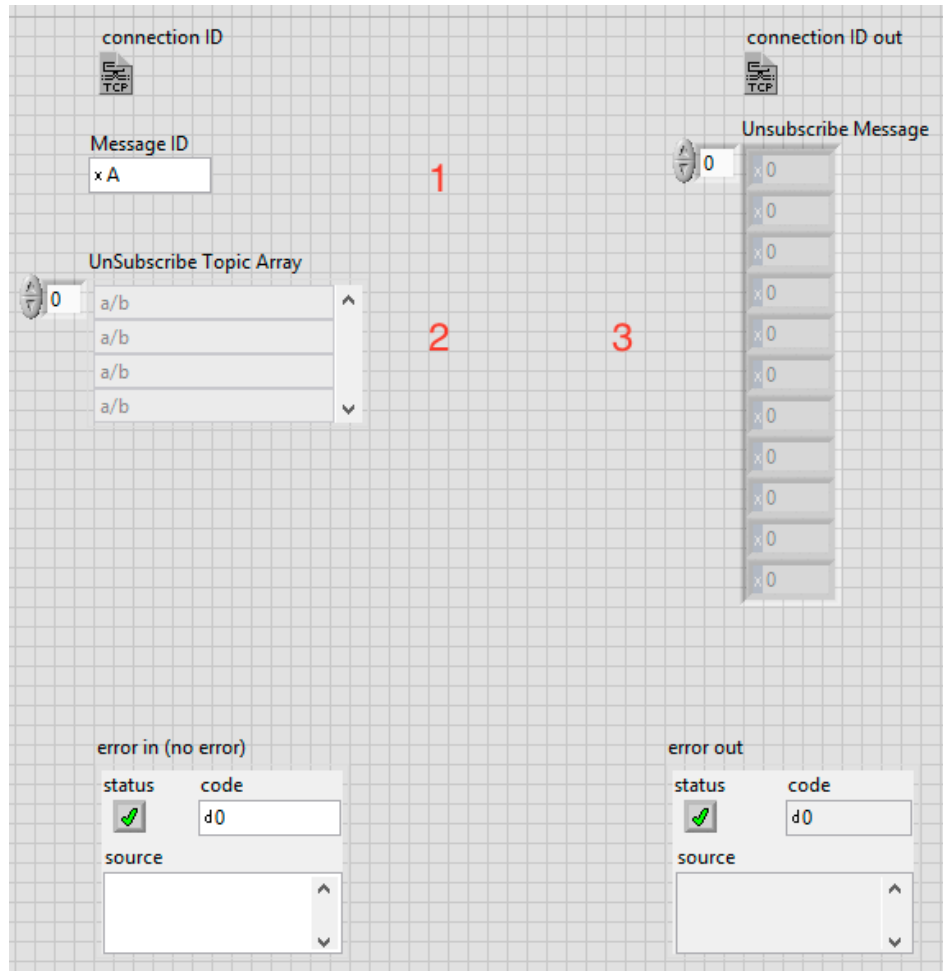 connection ID
TCP
connection ID out
TCP
Message ID
x A
1
Unsubscribe Message
0
x 0
x 0
x 0
x 0
x 0
x 0
x 0
x 0
x 0
x 0
x 0
UnSubscribe Topic Array
0
a/b
a/b
a/b
a/b
2
3
error in (no error)
status code
d 0
source
error out
status code
d 0
source